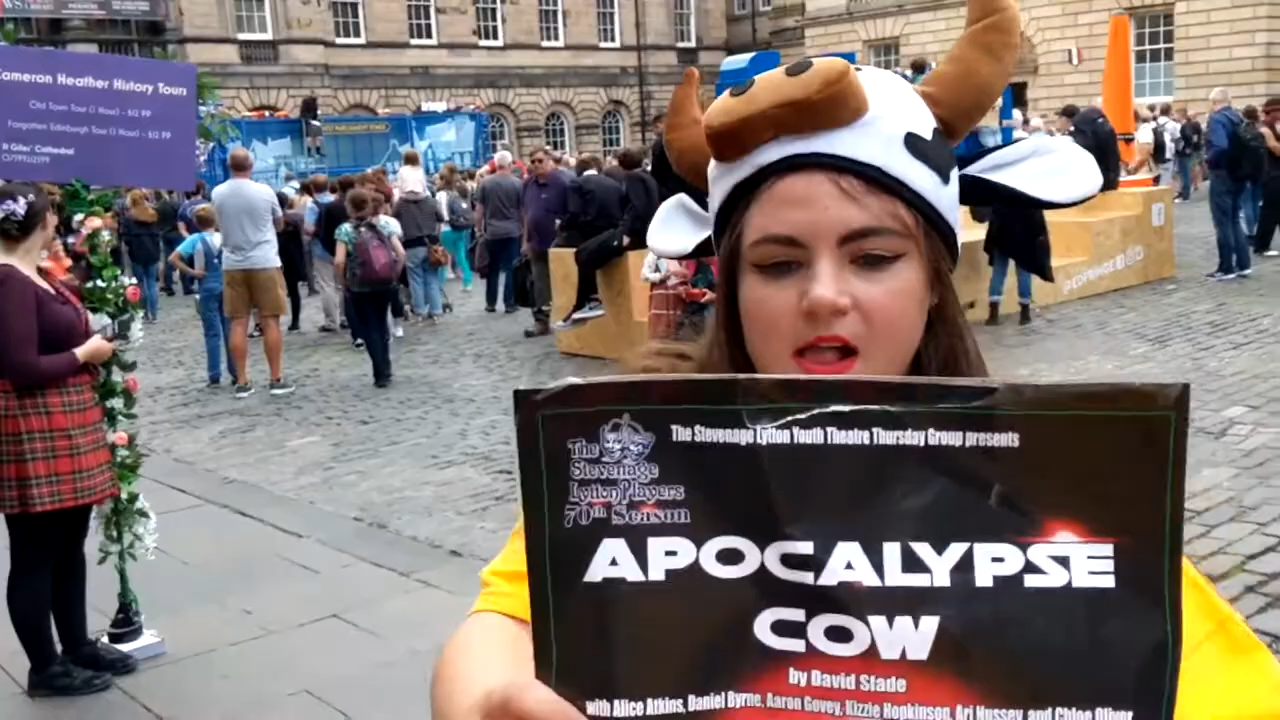 Cameron Heather History Tours
Old Town Tour (1 Hour) - £12 PP
Forgotten Edinburgh Tour (1 Hour) - £12 PP
St Giles' Cathedral
@EDFRINGE
The Stevenage Lytton Youth Theatre Thursday Group presents
The
Stevenage
Lytton Players
70th Season
APOCALYPSE
COW
by David Slade
with Alice Atkins, Daniel Byrne, Aaron Govey, Kizzie Hopkinson, Ari Hussey, and Chloe Oliver